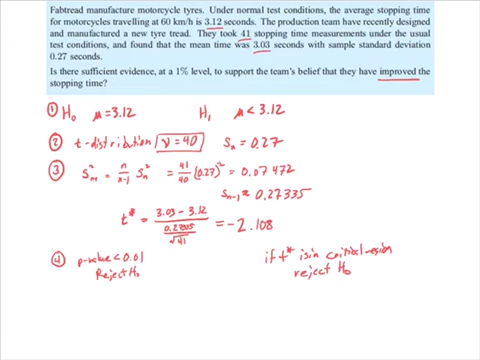 Fabtread manufacture motorcycle tyres. Under normal test conditions, the average stopping time
for motorcycles travelling at 60 km/h is 3.12 seconds. The production team have recently designed
and manufactured a new tyre tread. They took 41 stopping time measurements under the usual
test conditions, and found that the mean time was 3.03 seconds with sample standard deviation
0.27 seconds.
Is there sufficient evidence, at a 1% level, to support the team's belief that they have improved the
stopping time?
① H₀ μ=3.12 H₁ μ<3.12
② t-distribution ν=40 Sₙ=0.27
③ S²ₙ₋₁ = n/(n-1) Sₙ² = 41/40 (0.27)² = 0.07472
Sₙ₋₁ ≈ 0.27335
t* = (3.03-3.12)/(0.27335/√41) = -2.108
④ p-value<0.01 if t* is in critical region
Reject H₀ reject H₀